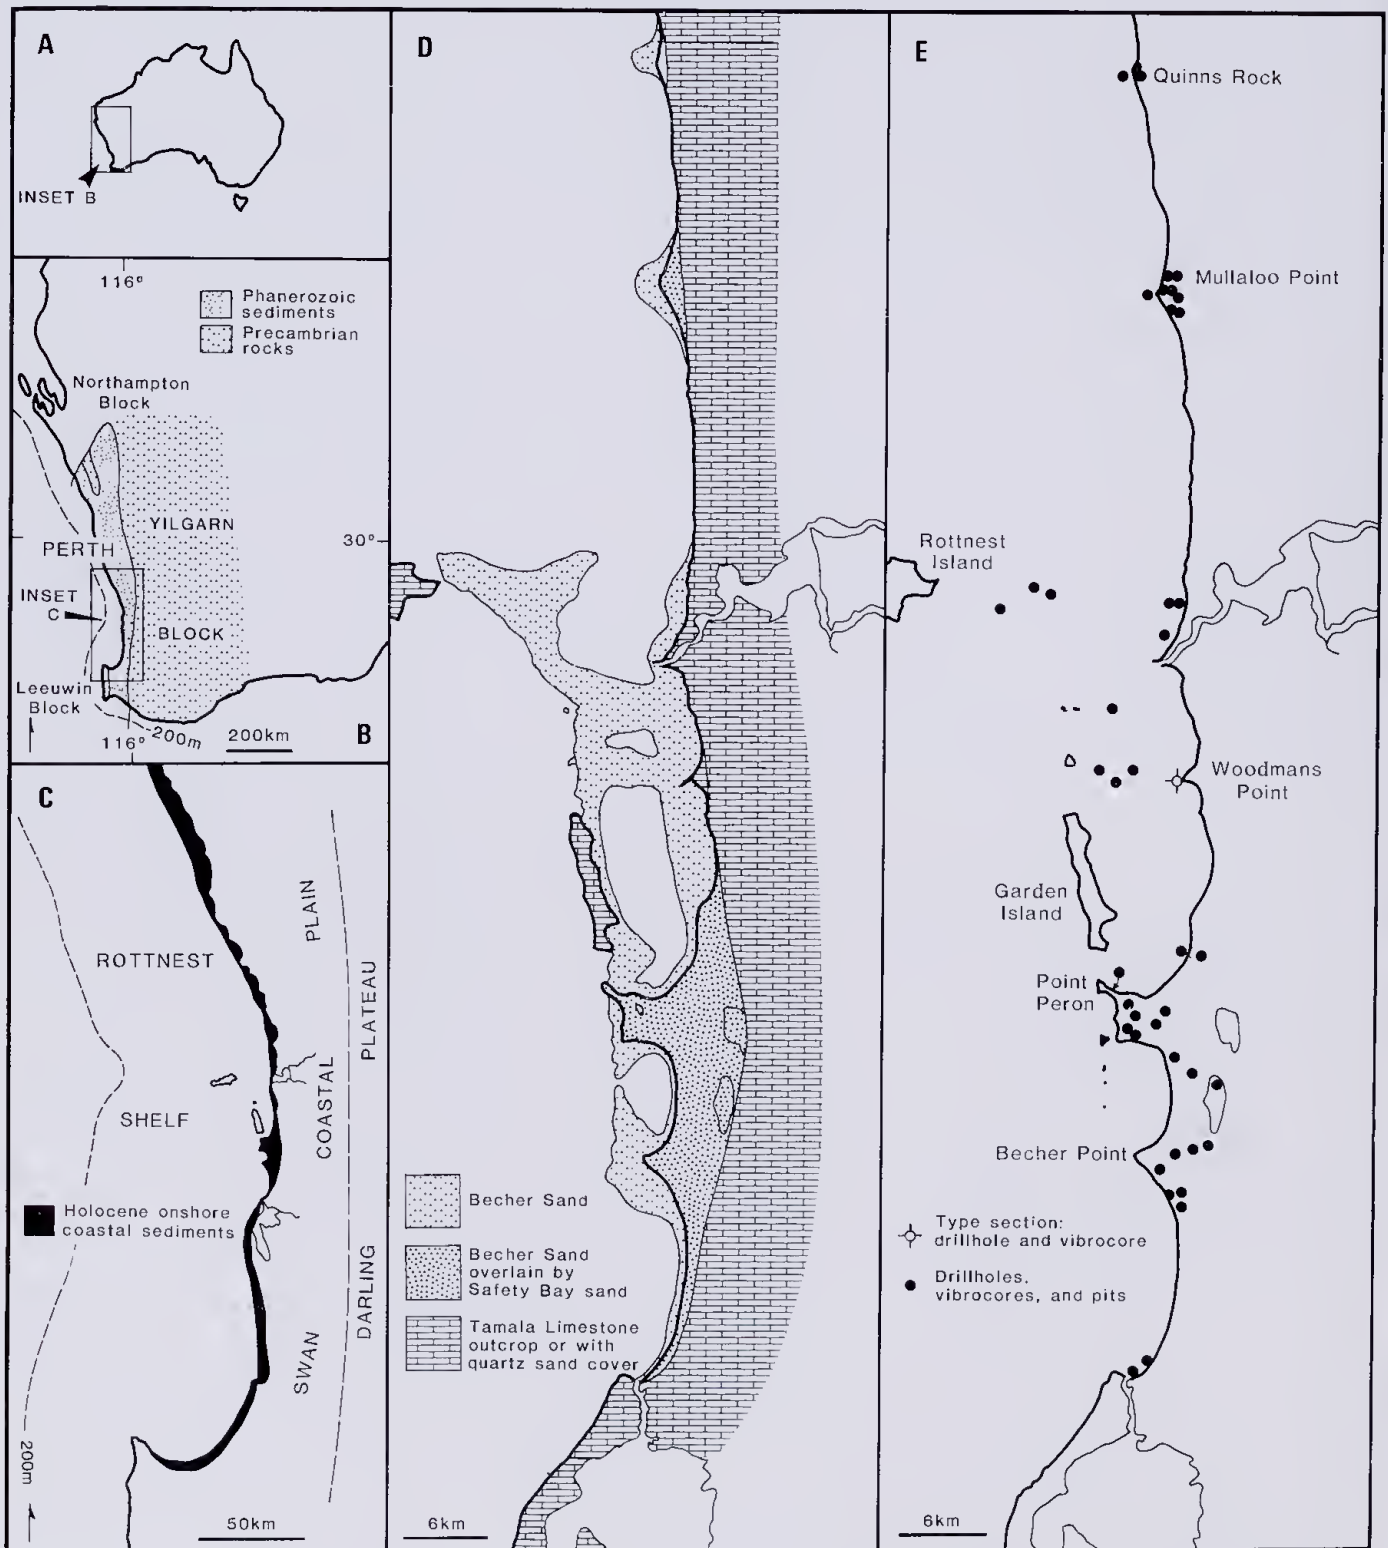 A
INSET B
116°
Phanerozoic
sediments
Precambrian
rocks
Northampton
Block
YILGARN
PERTH
30°
INSET
C
BLOCK
Leeuwin
Block
200m
116°
200km
B
C
ROTTNEST
SHELF
PLAIN
COASTAL
SWAN
PLATEAU
DARLING
Holocene onshore
coastal sediments
200m
50km
D
Becher Sand
Becher Sand
overlain by
Safety Bay sand
Tamala Limestone
outcrop or with
quartz sand cover
6km
E
Quinns Rock
Mullaloo Point
Rottnest
Island
Woodmans
Point
Garden
Island
Point
Peron
Becher Point
Type section:
drillhole and vibrocore
Drillholes,
vibrocores, and pits
6km